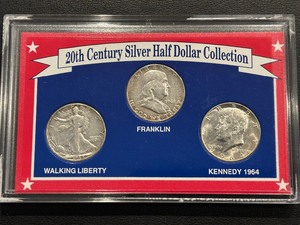 20th Century Silver Half Dollar Collection
FRANKLIN
WALKING LIBERTY
KENNEDY 1964